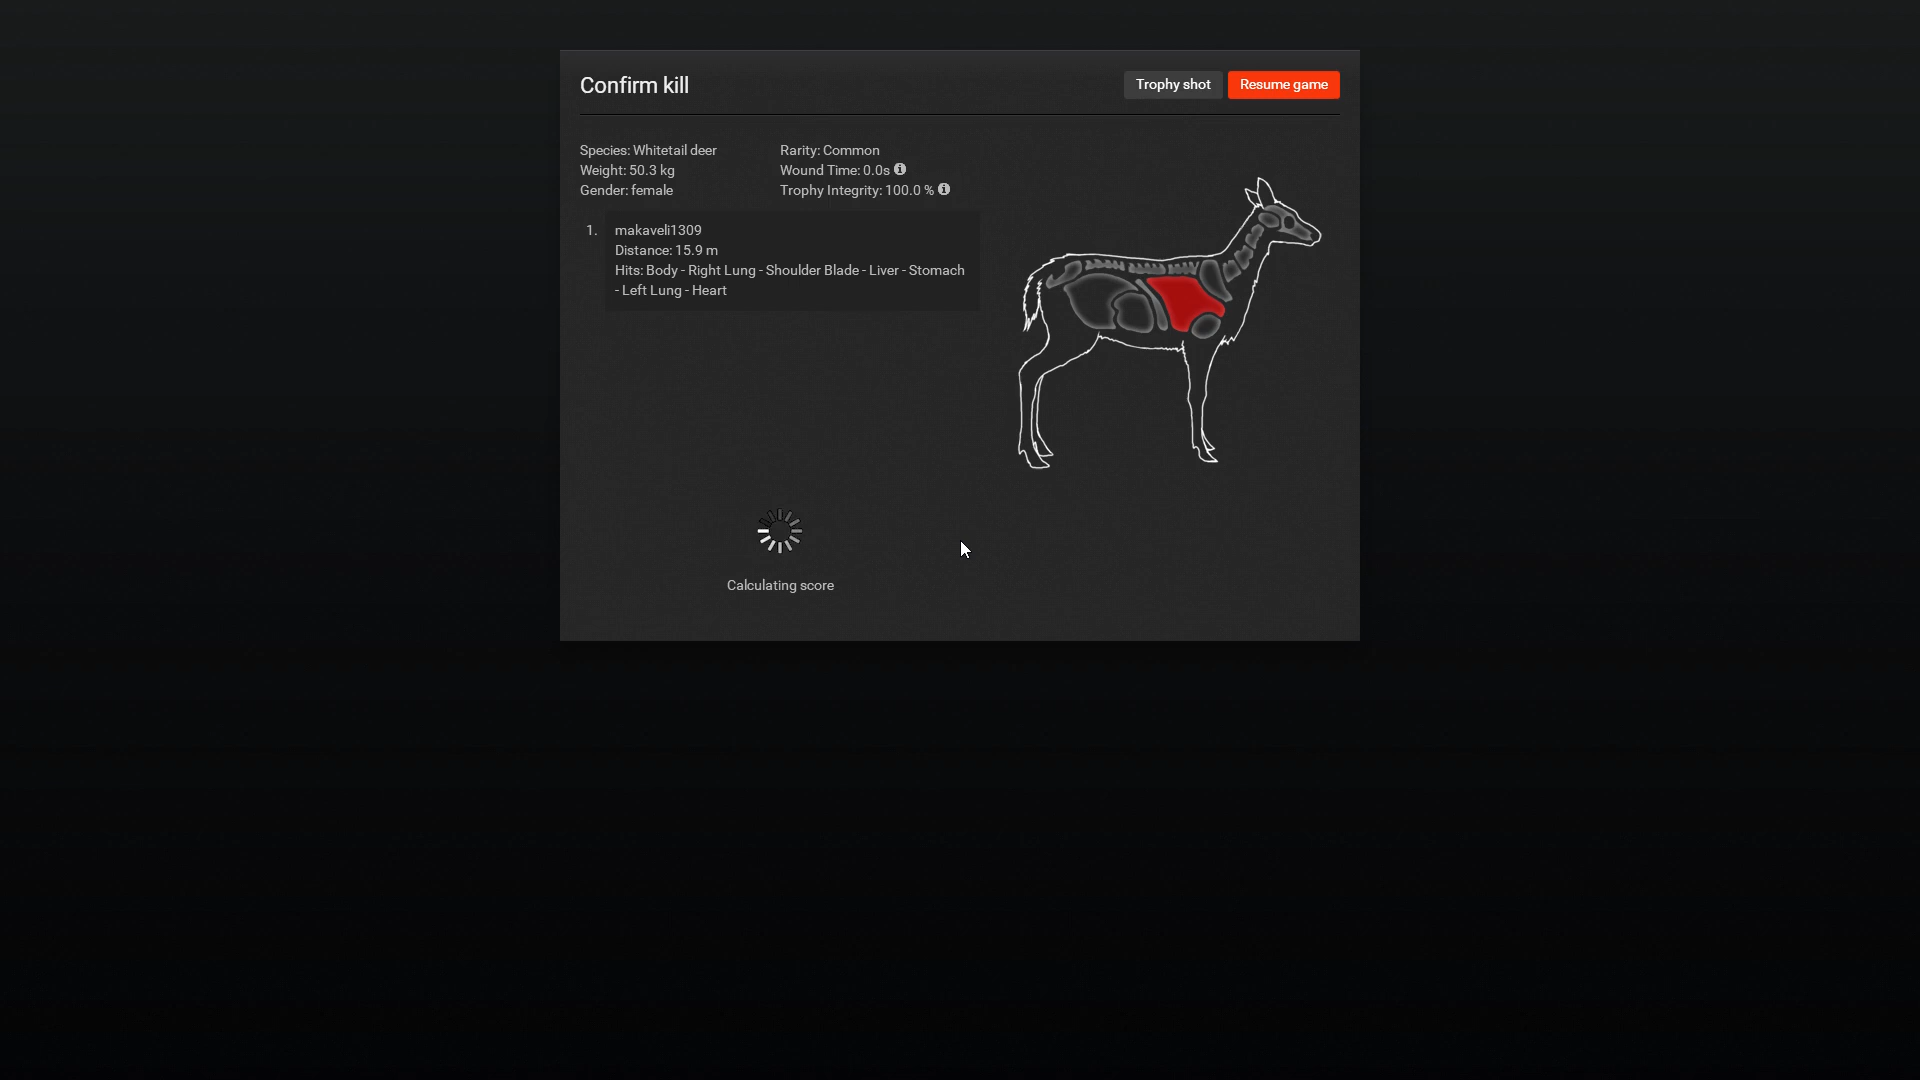 Confirm kill
Trophy shot
Resume game
Species: Whitetail deer
Weight: 50.3 kg
Gender: female
Rarity: Common
Wound Time: 0.0s
Trophy Integrity: 100.0 %
1.
makaveli1309
Distance: 15.9 m
Hits: Body - Right Lung - Shoulder Blade - Liver - Stomach
- Left Lung - Heart
Calculating score